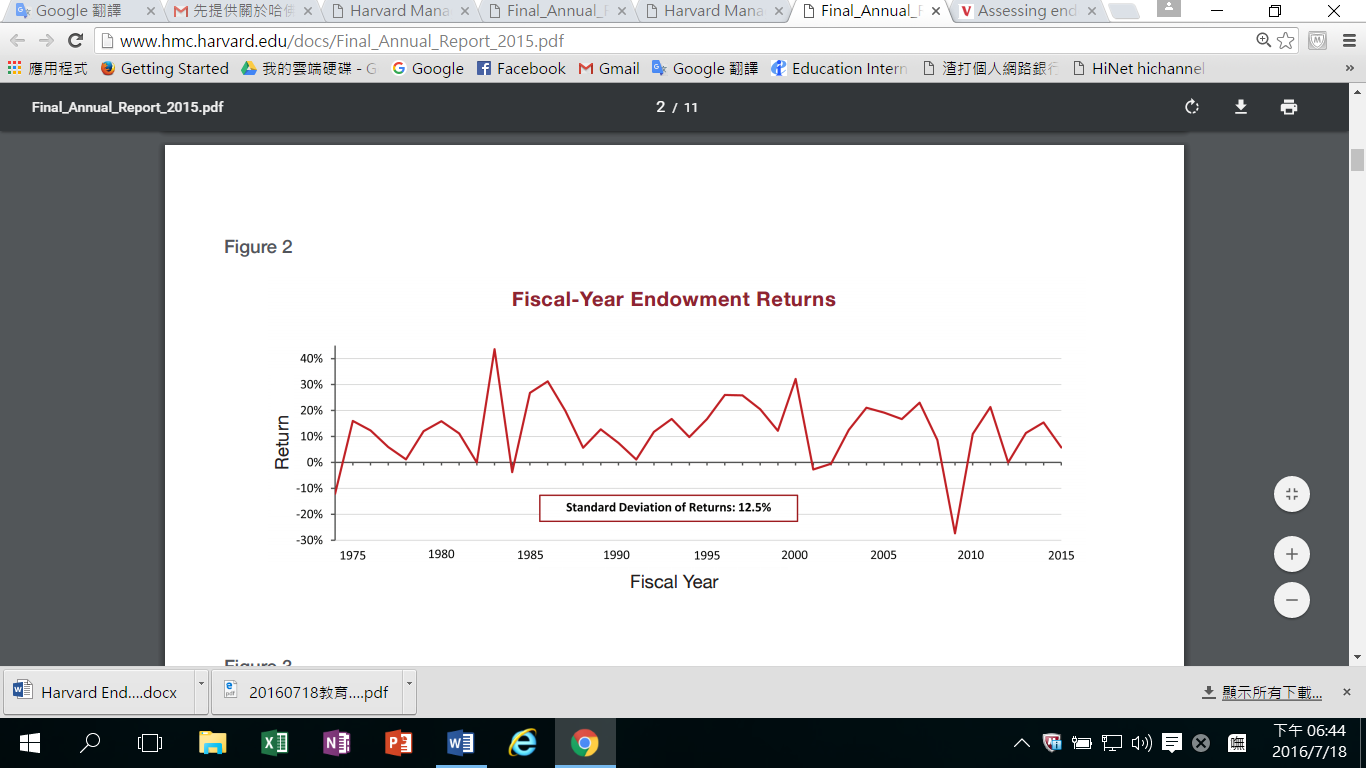 Google 翻譯
先提供關於哈佛
Harvard Mana
Final_Annual_
Harvard Mana
Final_Annual_
Assessing end
www.hmc.harvard.edu/docs/Final_Annual_Report_2015.pdf
應用程式 Getting Started 我的雲端硬碟 - G Google Facebook Gmail Google 翻譯 Education Intern 渣打個人網路銀行 HiNet hichannel
Final_Annual_Report_2015.pdf 2 / 11
Figure 2
Fiscal-Year Endowment Returns
40%
30%
20%
10%
0%
-10%
-20%
-30%
Return
Standard Deviation of Returns: 12.5%
1975 1980 1985 1990 1995 2000 2005 2010 2015
Fiscal Year
Figure 3
Harvard End....docx 20160718教育....pdf 顯示所有下載...
下午 06:44
2016/7/18